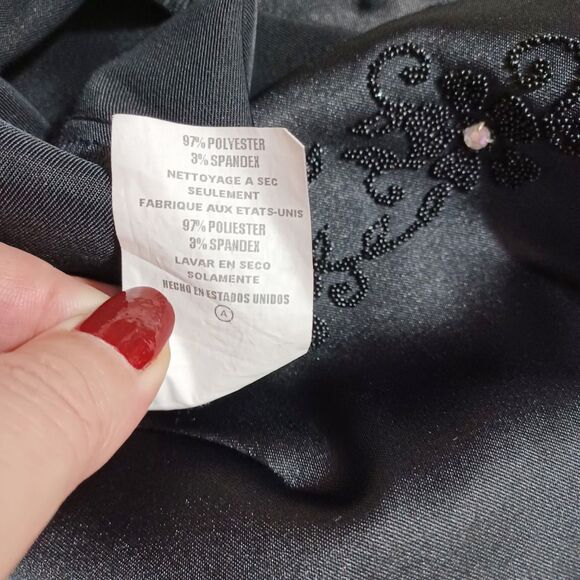 97% POLYESTER
3% SPANDEX
NETTOYAGE A SEC
SEULEMENT
FABRIQUE AUX ETATS-UNIS
97% POLIESTER
3% SPANDEX
LAVAR EN SECO
SOLAMENTE
HECHO EN ESTADOS UNIDOS
A